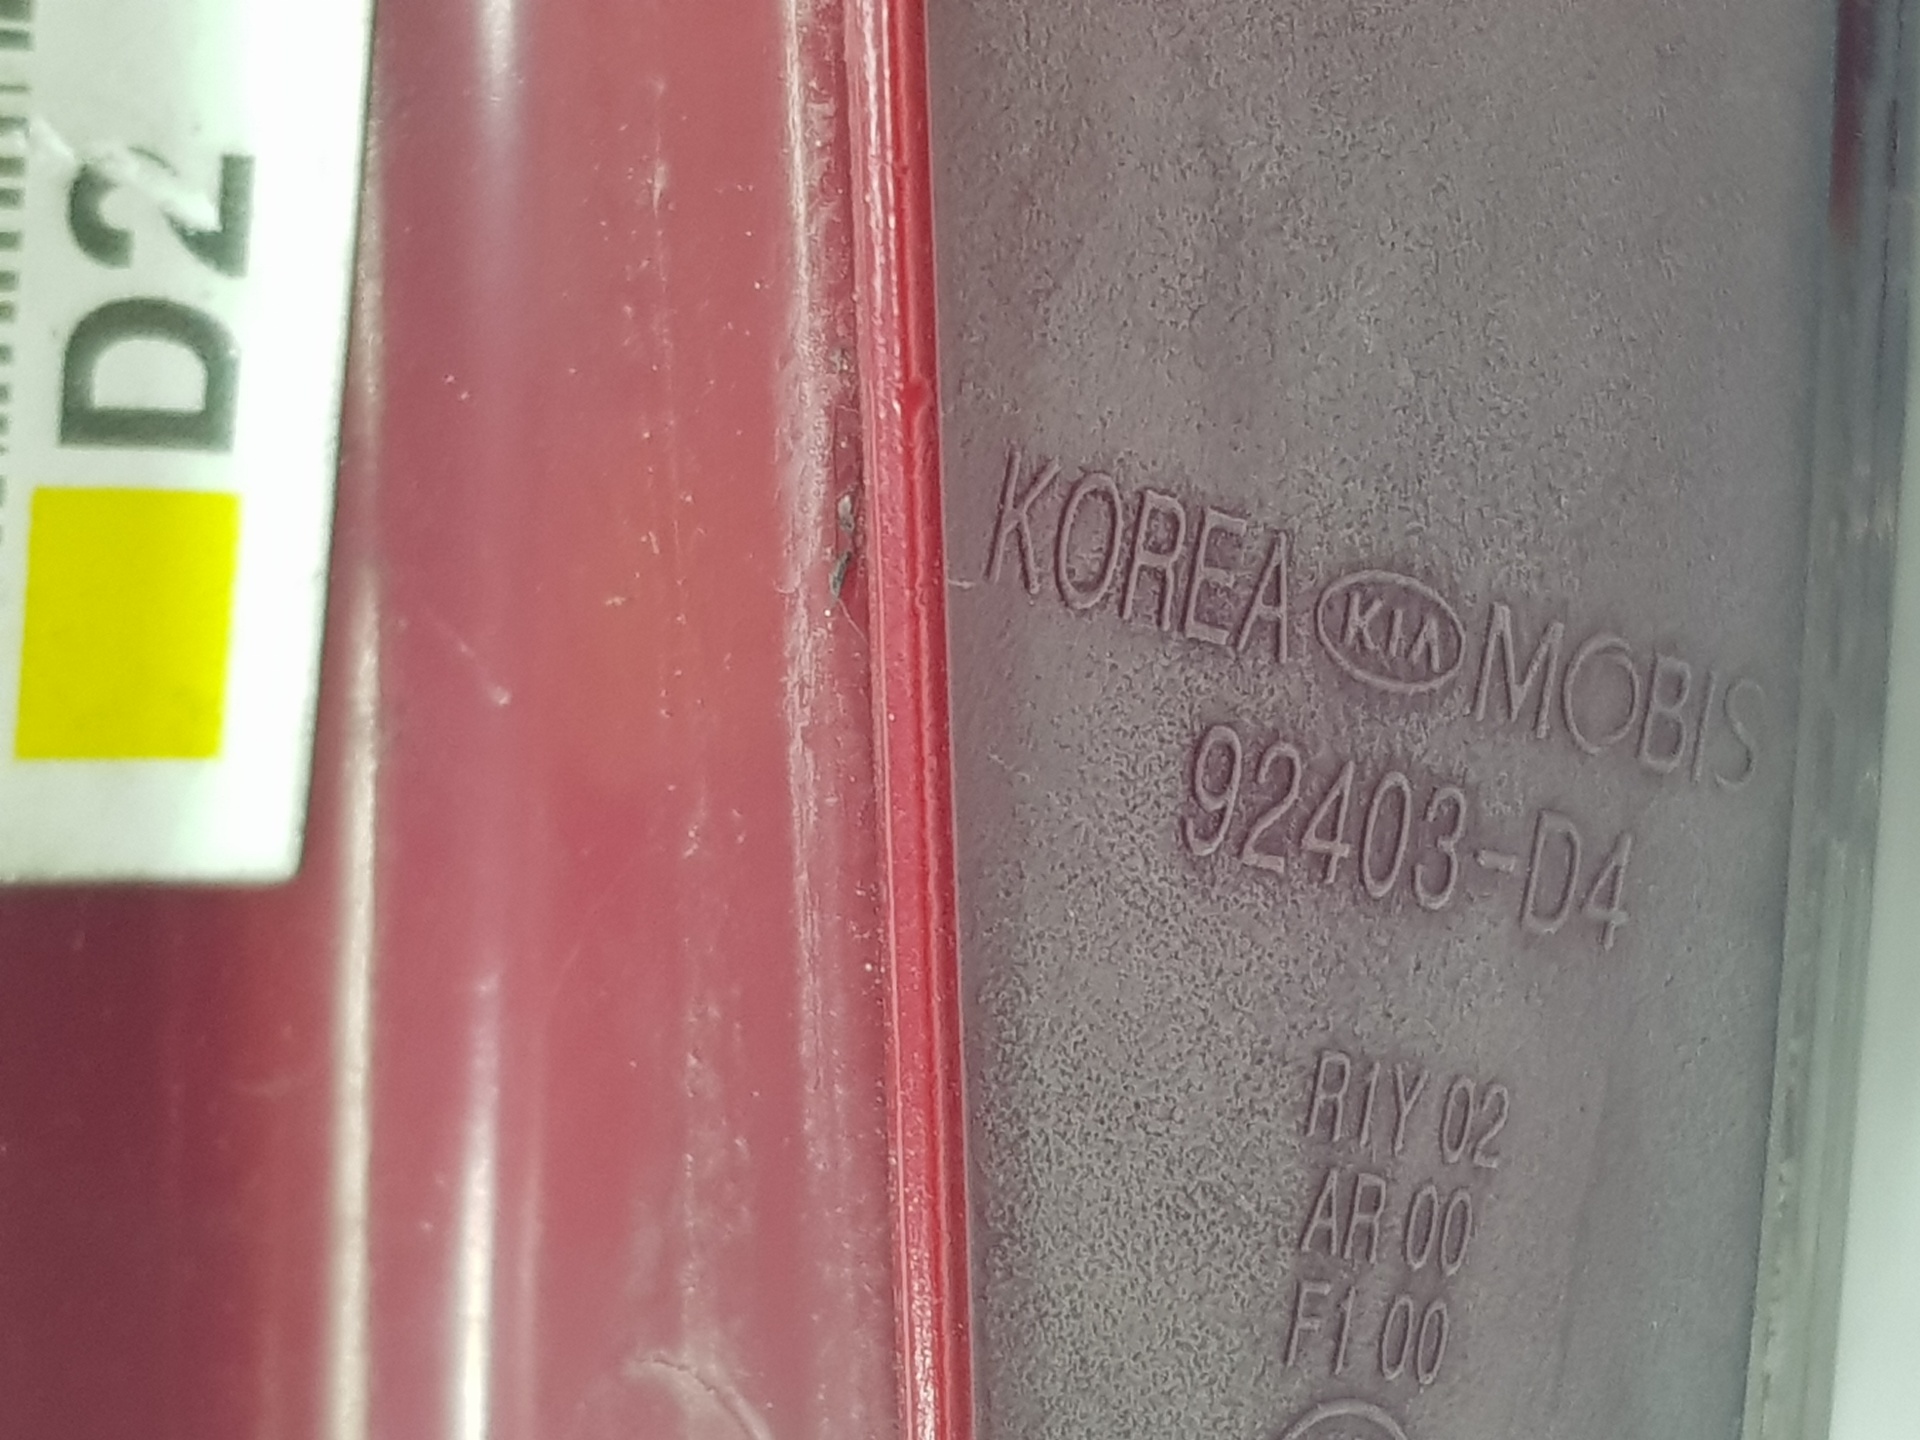 D2
KOREA KIA MOBIS
92403-D4
R1Y 02
AR 00
F1 00